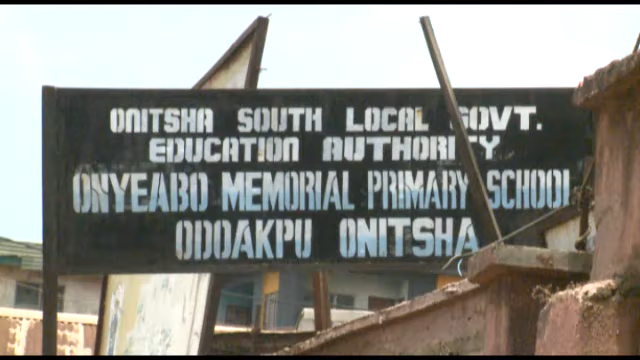 ONITSHA SOUTH LOCAL GOVT.
EDUCATION AUTHORITY
ONYEABO MEMORIAL PRIMARY SCHOOL
ODOAKPU ONITSHA